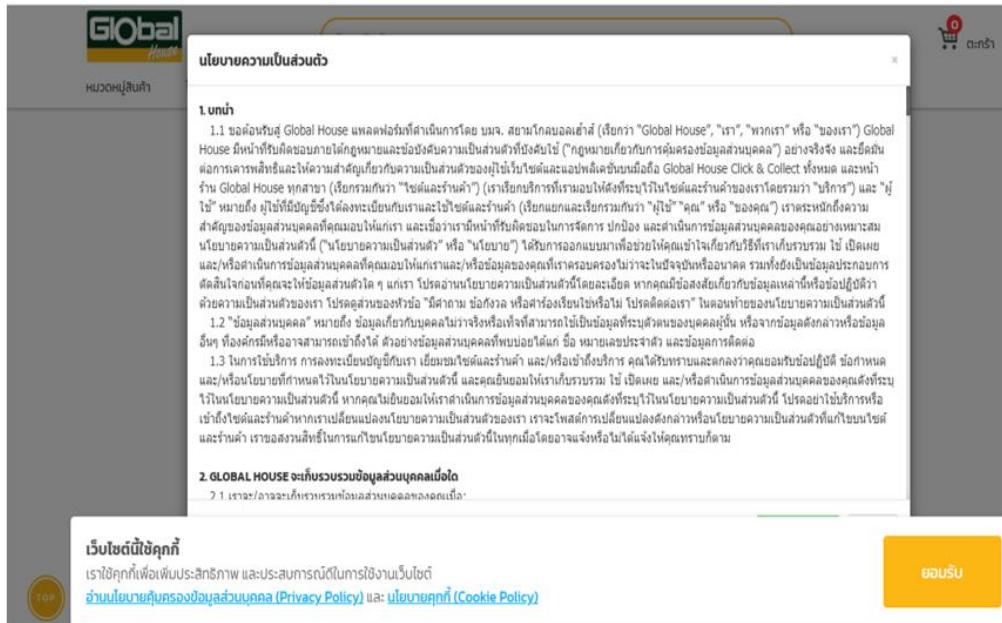 Global
House
0
ตะกร้า
หมวดหมู่สินค้า
นโยบายความเป็นส่วนตัว
×
1. บทนำ
1.1 ขอต้อนรับสู่ Global House แพลตฟอร์มที่ดำเนินการโดย บมจ. สยามโกลบอลเฮ้าส์ (เรียกว่า "Global House", "เรา", "พวกเรา" หรือ "ของเรา") Global
House มีหน้าที่รับผิดชอบภายใต้กฎหมายและข้อบังคับความเป็นส่วนตัวที่บังคับใช้ ("กฎหมายเกี่ยวกับการคุ้มครองข้อมูลส่วนบุคคล") อย่างจริงจัง และยึดมั่น
ต่อการเคารพสิทธิและให้ความสำคัญเกี่ยวกับความเป็นส่วนตัวของผู้ใช้เว็บไซต์และแอปพลิเคชันบนมือถือ Global House Click & Collect ทั้งหมด และหน้า
ร้าน Global House ทุกสาขา (เรียกรวมกันว่า "ไซต์และร้านค้า") (เราเรียกบริการที่เรามอบให้ดังที่ระบุไว้ในไซต์และร้านค้าของเราโดยรวมว่า "บริการ") และ "ผู้
ใช้" หมายถึง ผู้ใช้ที่มีบัญชีซึ่งได้ลงทะเบียนกับเราและใช้ไซต์และร้านค้า (เรียกแยกและเรียกรวมกันว่า "ผู้ใช้" "คุณ" หรือ "ของคุณ") เราตระหนักถึงความ
สำคัญของข้อมูลส่วนบุคคลที่คุณมอบให้แก่เรา และเชื่อว่าเรามีหน้าที่รับผิดชอบในการจัดการ ปกป้อง และดำเนินการข้อมูลส่วนบุคคลของคุณอย่างเหมาะสม
นโยบายความเป็นส่วนตัวนี้ ("นโยบายความเป็นส่วนตัว" หรือ "นโยบาย") ได้รับการออกแบบมาเพื่อช่วยให้คุณเข้าใจเกี่ยวกับวิธีที่เราเก็บรวบรวม ใช้ เปิดเผย
และ/หรือดำเนินการข้อมูลส่วนบุคคลที่คุณมอบให้แก่เราและ/หรือข้อมูลของคุณที่เราครอบครองไม่ว่าจะในปัจจุบันหรืออนาคต รวมทั้งยังเป็นข้อมูลประกอบการ
ตัดสินใจก่อนที่คุณจะให้ข้อมูลส่วนตัวใด ๆ แก่เรา โปรดอ่านนโยบายความเป็นส่วนตัวนี้โดยละเอียด หากคุณมีข้อสงสัยเกี่ยวกับข้อมูลเหล่านี้หรือข้อปฏิบัติว่า
ด้วยความเป็นส่วนตัวของเรา โปรดดูส่วนของหัวข้อ "มีคำถาม ข้อกังวล หรือคำร้องเรียนใช่หรือไม่ โปรดติดต่อเรา" ในตอนท้ายของนโยบายความเป็นส่วนตัวนี้
1.2 "ข้อมูลส่วนบุคคล" หมายถึง ข้อมูลเกี่ยวกับบุคคลไม่ว่าจริงหรือเท็จที่สามารถใช้เป็นข้อมูลที่ระบุตัวตนของบุคคลผู้นั้น หรือจากข้อมูลดังกล่าวหรือข้อมูล
อื่นๆ ที่องค์กรมีหรืออาจสามารถเข้าถึงได้ ตัวอย่างข้อมูลส่วนบุคคลที่พบบ่อยได้แก่ ชื่อ หมายเลขประจำตัว และข้อมูลการติดต่อ
1.3 ในการใช้บริการ การลงทะเบียนบัญชีกับเรา เยี่ยมชมไซต์และร้านค้า และ/หรือเข้าถึงบริการ คุณได้รับทราบและตกลงว่าคุณยอมรับข้อปฏิบัติ ข้อกำหนด
และ/หรือนโยบายที่กำหนดไว้ในนโยบายความเป็นส่วนตัวนี้ และคุณยินยอมให้เราเก็บรวบรวม ใช้ เปิดเผย และ/หรือดำเนินการข้อมูลส่วนบุคคลของคุณดังที่ระบุ
ไว้ในนโยบายความเป็นส่วนตัวนี้ หากคุณไม่ยินยอมให้เราดำเนินการข้อมูลส่วนบุคคลของคุณดังที่ระบุไว้ในนโยบายความเป็นส่วนตัวนี้ โปรดอย่าใช้บริการหรือ
เข้าถึงไซต์และร้านค้าหากเราเปลี่ยนแปลงนโยบายความเป็นส่วนตัวของเรา เราจะโพสต์การเปลี่ยนแปลงดังกล่าวหรือนโยบายความเป็นส่วนตัวที่แก้ไขบนไซต์
และร้านค้า เราขอสงวนสิทธิ์ในการแก้ไขนโยบายความเป็นส่วนตัวนี้ในทุกเมื่อโดยอาจแจ้งหรือไม่ได้แจ้งให้คุณทราบก็ตาม
2. GLOBAL HOUSE จะเก็บรวบรวมข้อมูลส่วนบุคคลเมื่อใด
2.1 เราจะ/อาจจะเก็บรวบรวมข้อมูลส่วนบุคคลของคุณเมื่อ:
เว็บไซต์นี้ใช้คุกกี้
เราใช้คุกกี้เพื่อเพิ่มประสิทธิภาพ และประสบการณ์ดีในการใช้งานเว็บไซต์
อ่านนโยบายคุ้มครองข้อมูลส่วนบุคคล (Privacy Policy) และ นโยบายคุกกี้ (Cookie Policy)
ยอมรับ
TOP